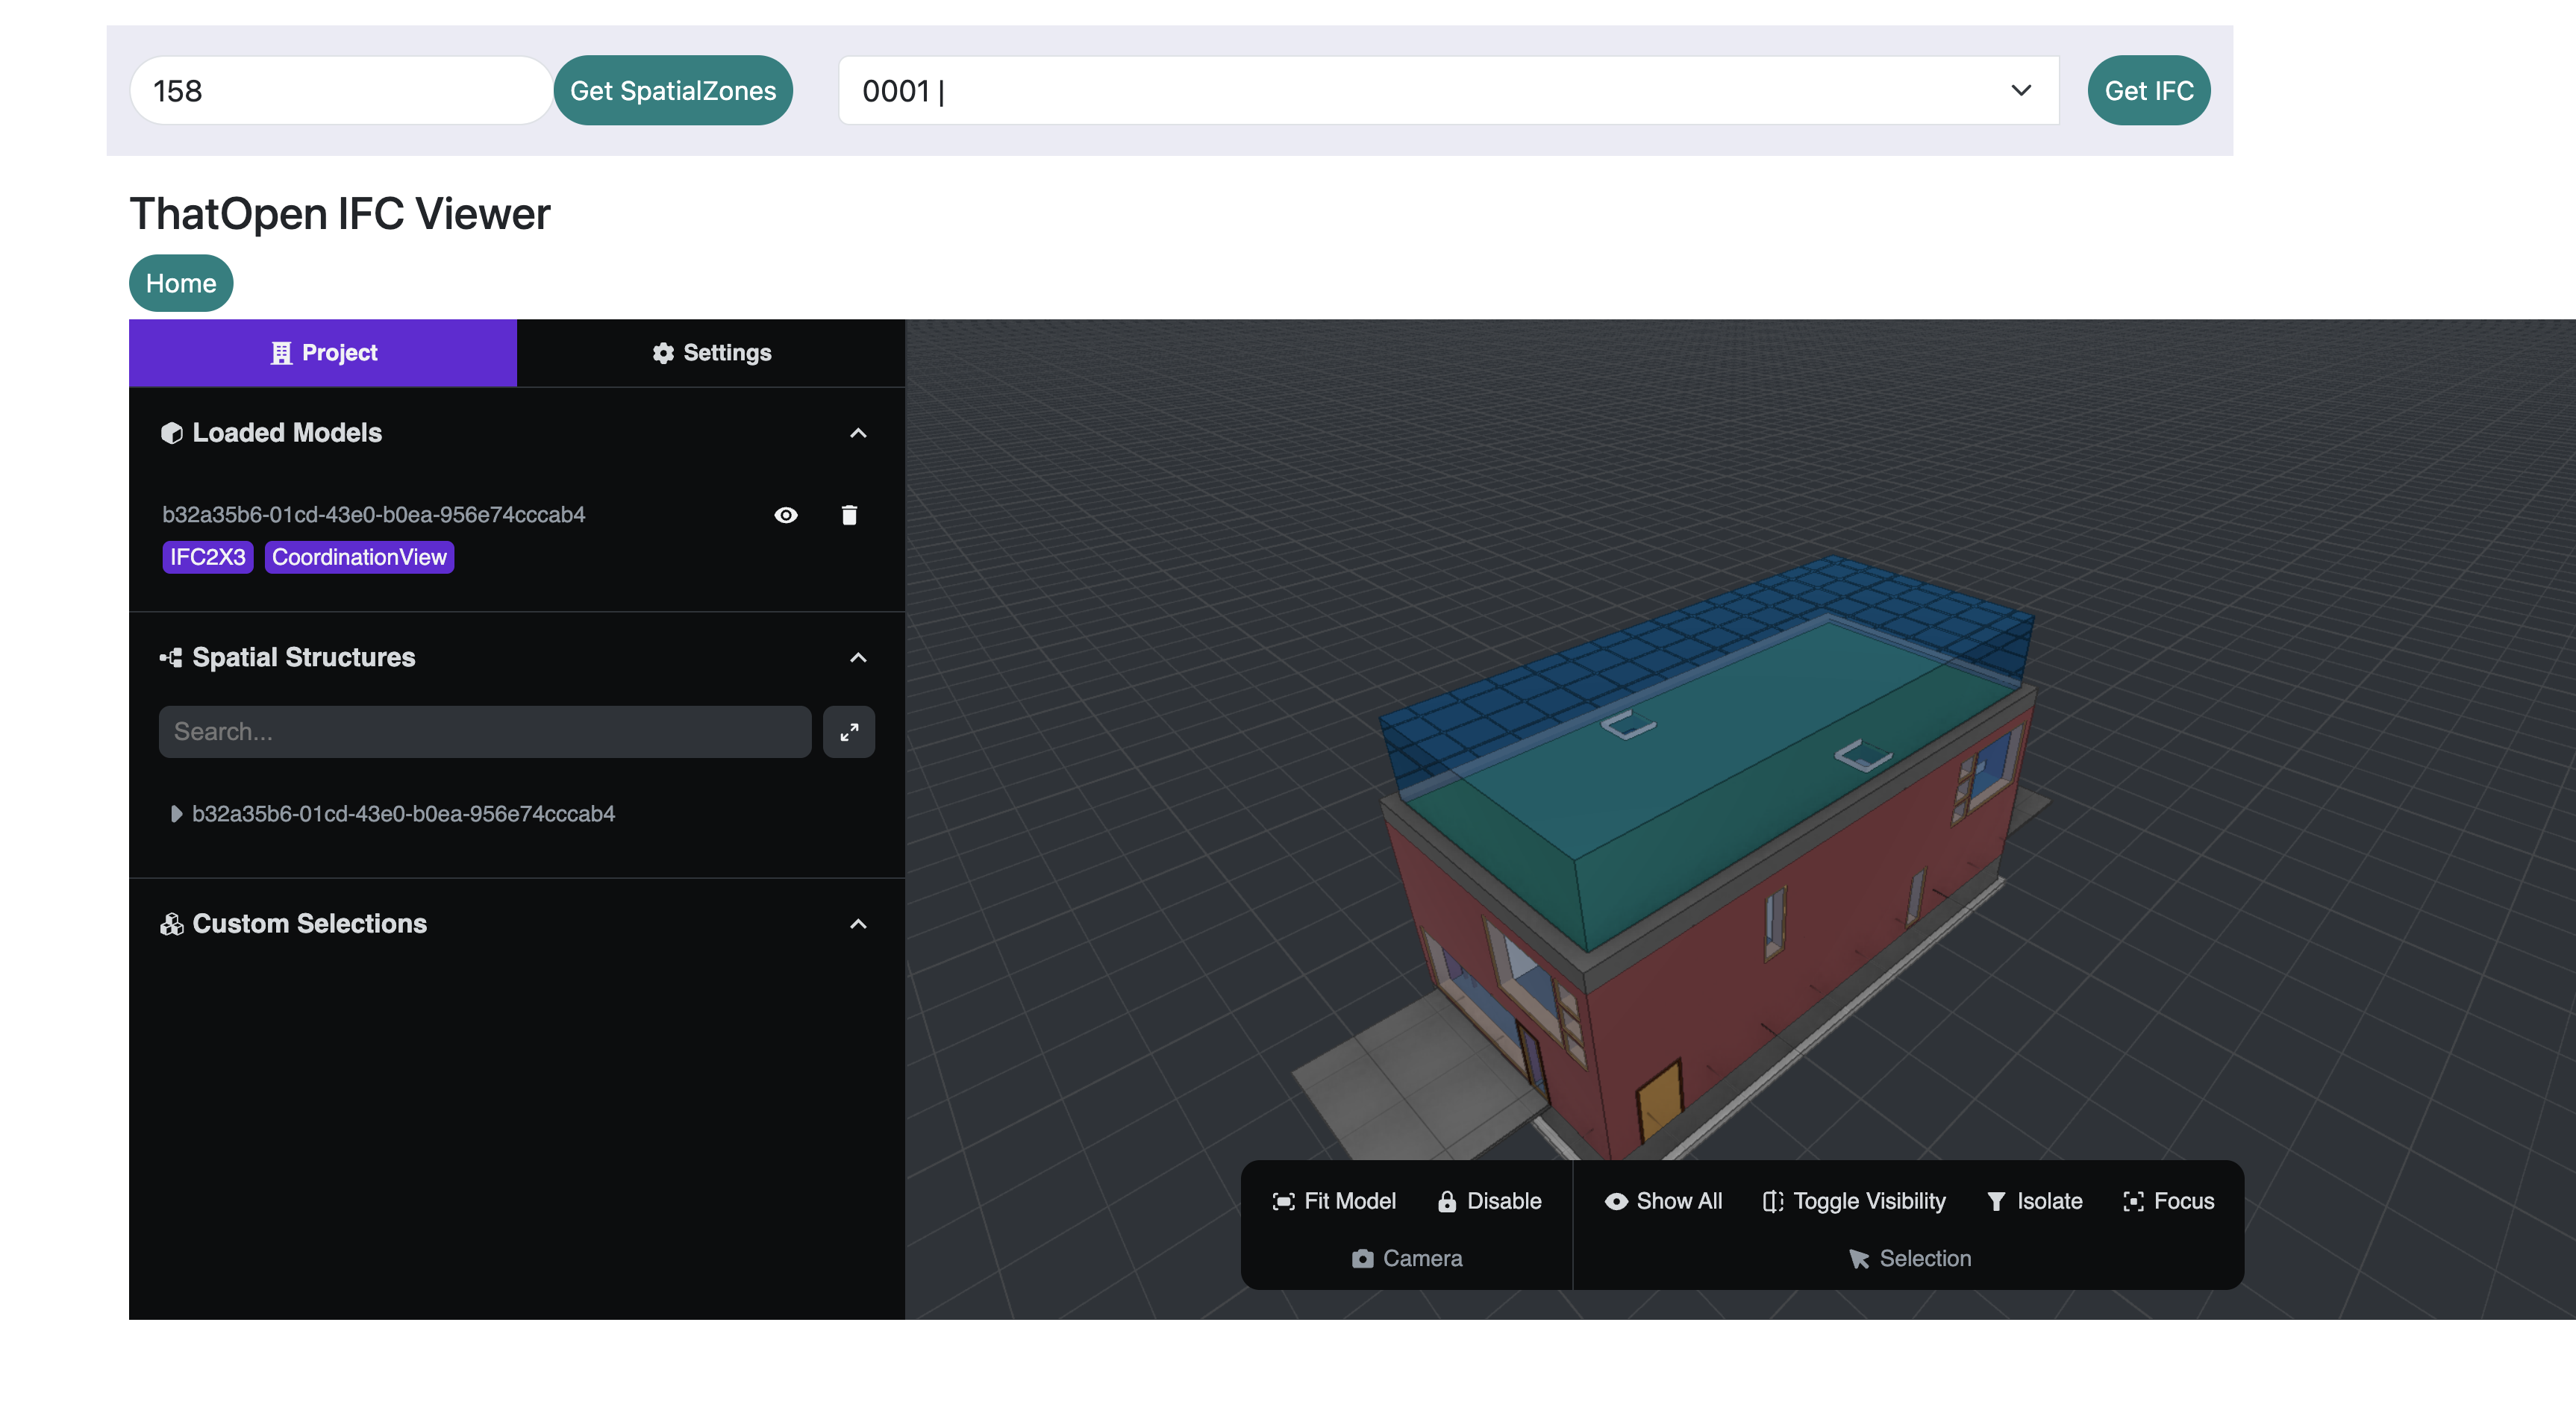 158
Get SpatialZones
0001 |
Get IFC
ThatOpen IFC Viewer
Home
Project
Settings
Loaded Models
b32a35b6-01cd-43e0-b0ea-956e74cccab4
IFC2X3
CoordinationView
Spatial Structures
Search...
b32a35b6-01cd-43e0-b0ea-956e74cccab4
Custom Selections
Fit Model
Disable
Show All
Toggle Visibility
Isolate
Focus
Camera
Selection